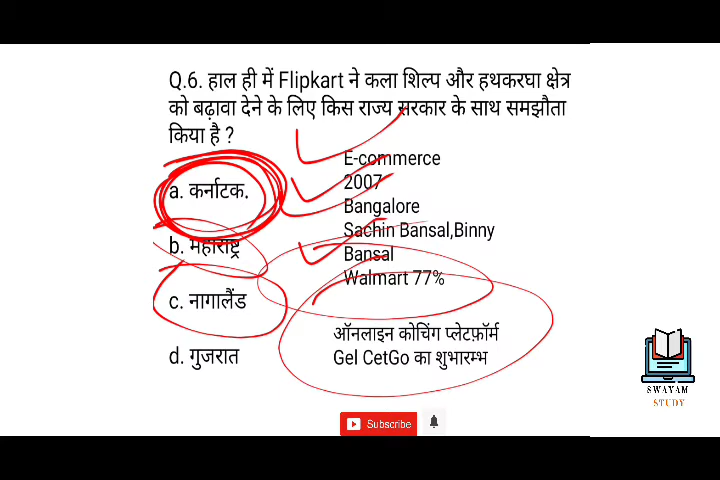 Q.6. हाल ही में Flipkart ने कला शिल्प और हथकरघा क्षेत्र
को बढ़ावा देने के लिए किस राज्य सरकार के साथ समझौता
किया है ?
a. कर्नाटक.
b. महाराष्ट्र
c. नागालैंड
d. गुजरात
E-commerce
2007
Bangalore
Sachin Bansal,Binny
Bansal
Walmart 77%
ऑनलाइन कोचिंग प्लेटफ़ॉर्म
Gel CetGo का शुभारम्भ
SWAYAM
STUDY
Subscribe